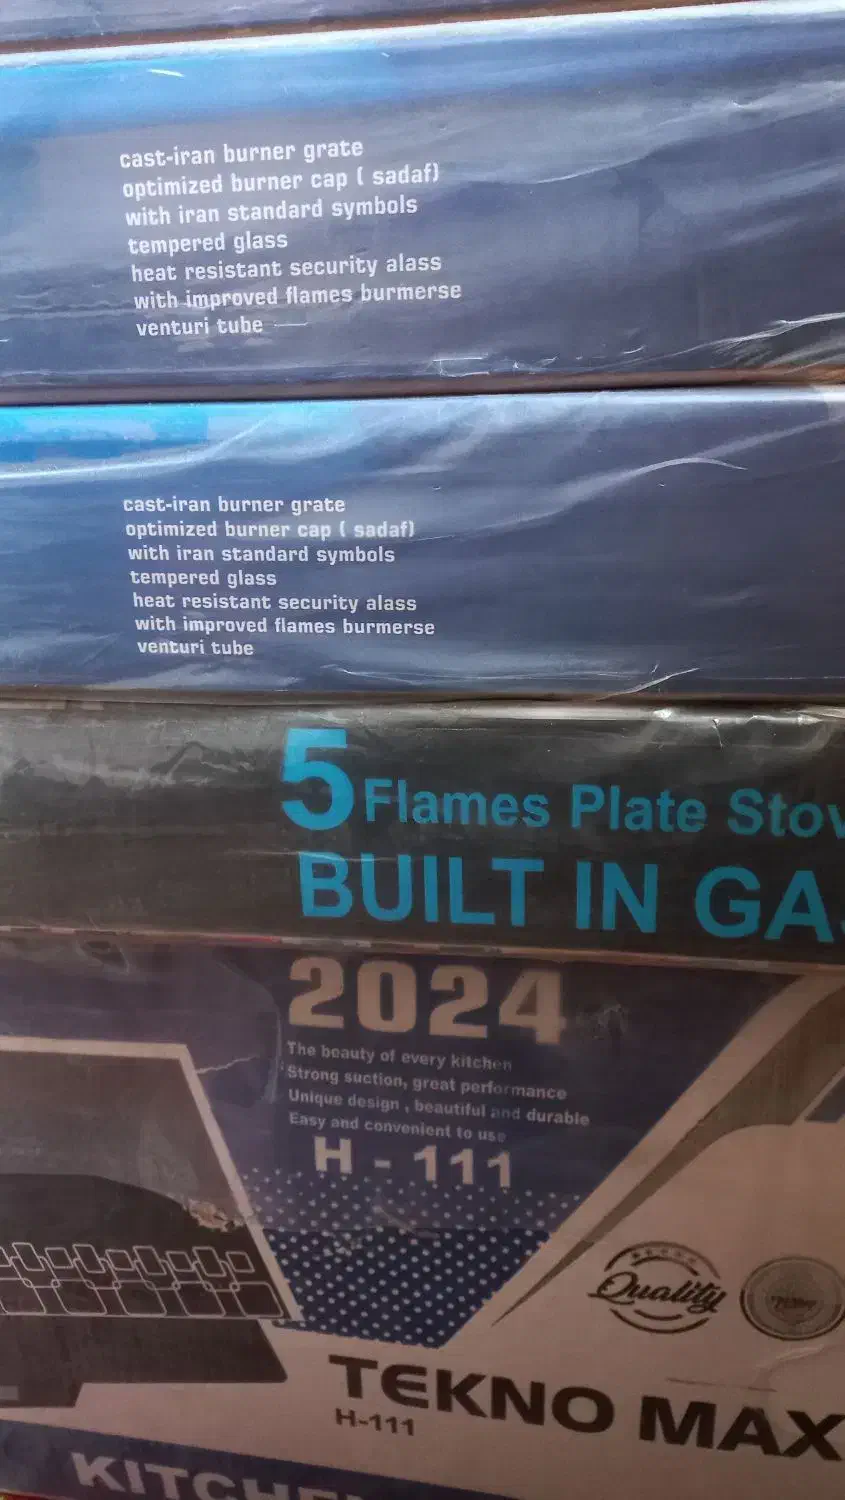 cast-iran burner grate
optimized burner cap ( sadaf)
with iran standard symbols
tempered glass
heat resistant security alass
with improved flames burmerse
venturi tube
cast-iran burner grate
optimized burner cap ( sadaf)
with iran standard symbols
tempered glass
heat resistant security alass
with improved flames burmerse
venturi tube
5 Flames Plate Stov
BUILT IN GA
2024
The beauty of every kitchen
Strong suction, great performance
Unique design , beautiful and durable
Easy and convenient to use
H - 111
Quality
TEKNO MAX
H-111
KITCHE